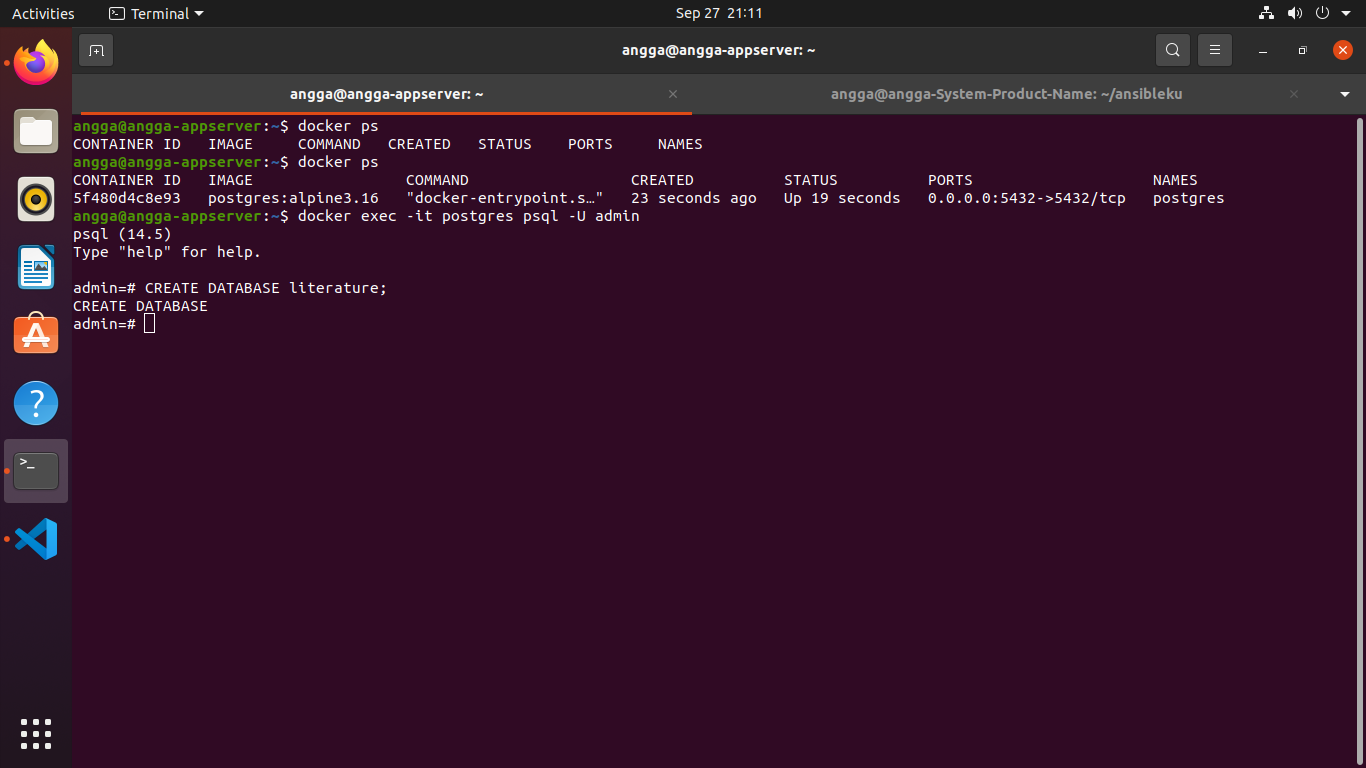 Activities Terminal Sep 27 21:11
angga@angga-appserver: ~
angga@angga-appserver: ~ angga@angga-System-Product-Name: ~/ansibleku
angga@angga-appserver:~$ docker ps
CONTAINER ID   IMAGE     COMMAND   CREATED   STATUS    PORTS     NAMES
angga@angga-appserver:~$ docker ps
CONTAINER ID   IMAGE                 COMMAND                  CREATED          STATUS          PORTS                    NAMES
5f480d4c8e93   postgres:alpine3.16   "docker-entrypoint.s…"   23 seconds ago   Up 19 seconds   0.0.0.0:5432->5432/tcp   postgres
angga@angga-appserver:~$ docker exec -it postgres psql -U admin
psql (14.5)
Type "help" for help.
admin=# CREATE DATABASE literature;
CREATE DATABASE
admin=#